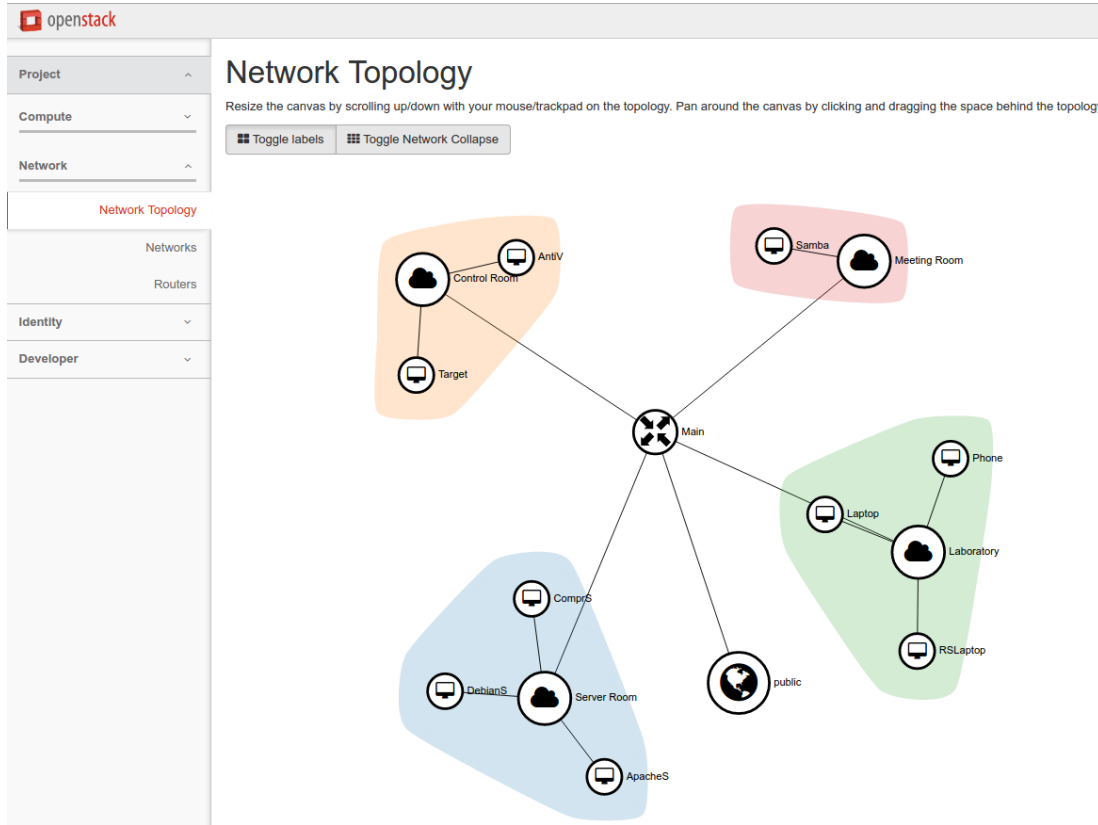 openstack
Project
Compute
Network
Network Topology
Networks
Routers
Identity
Developer
Network Topology
Resize the canvas by scrolling up/down with your mouse/trackpad on the topology. Pan around the canvas by clicking and dragging the space behind the topology
Toggle labels
Toggle Network Collapse
Samba
Meeting Room
AntiV
Control Room
Target
Main
Phone
Laptop
Laboratory
ComprS
RSLaptop
public
DebianS
Server Room
ApacheS